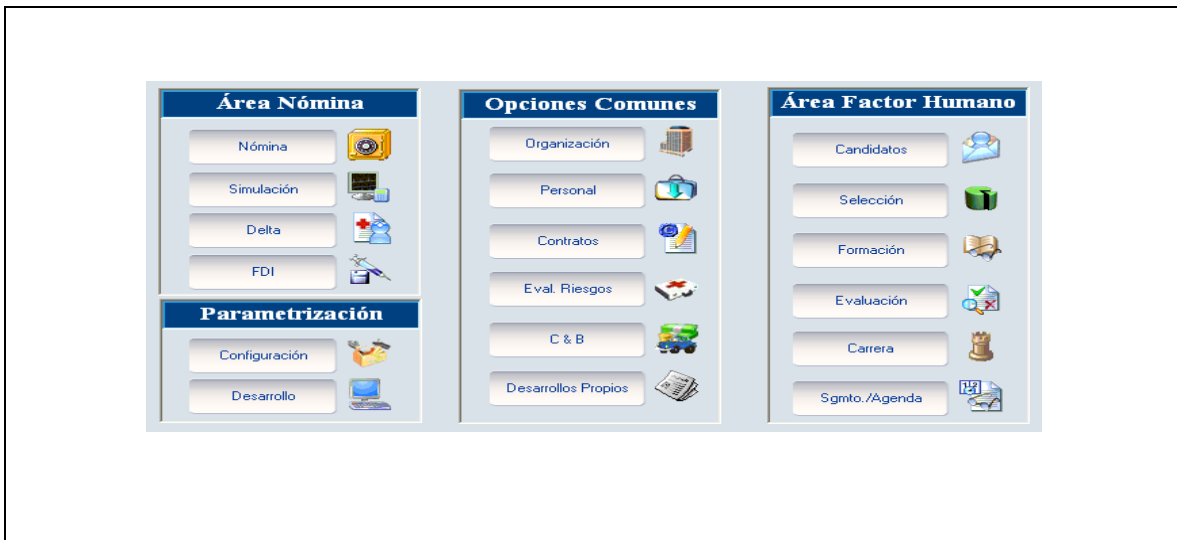 Área Nómina
Nómina
Simulación
Delta
FDI
Parametrización
Configuración
Desarrollo
Opciones Comunes
Organización
Personal
Contratos
Eval. Riesgos
C & B
Desarrollos Propios
Área Factor Humano
Candidatos
Selección
Formación
Evaluación
Carrera
Sgmto./Agenda